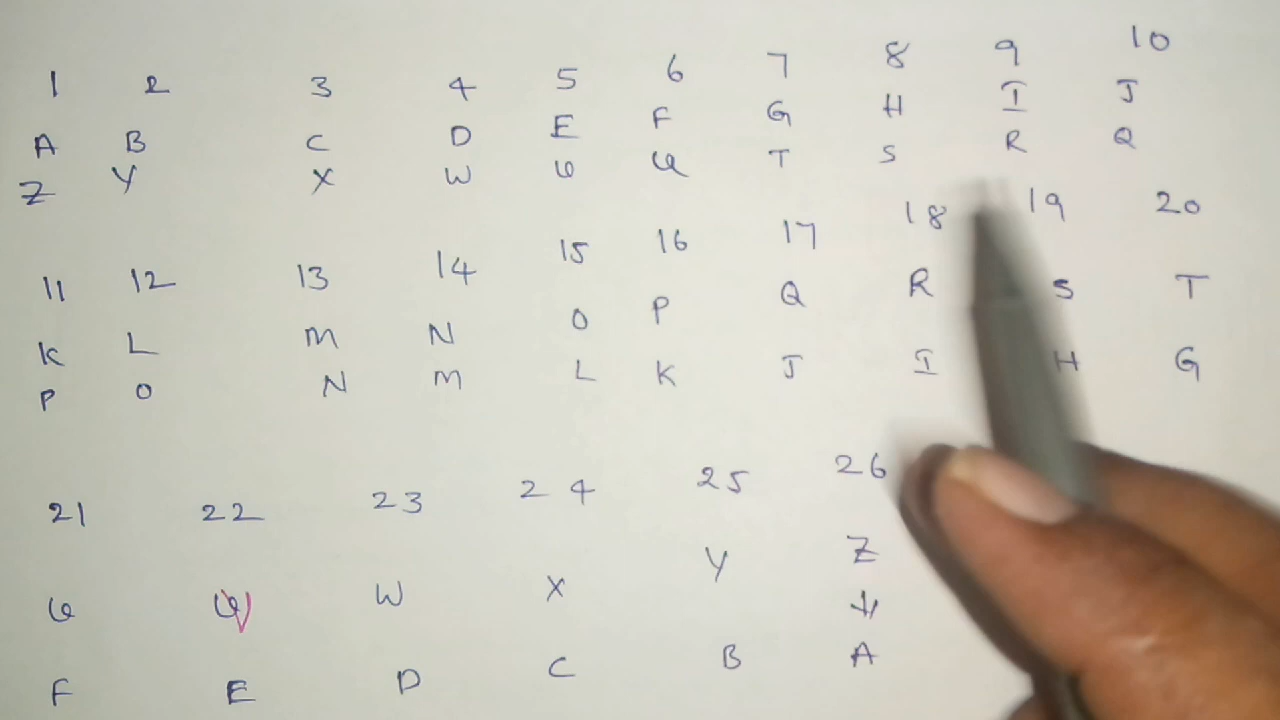 1 2 3 4 5 6 7 8 9 10
A B C D E F G H I J
Z Y X W T S R Q
11 12 13 14 15 16 17 18 19 20
K L M N O P Q R S T
P O N M L K J I H G
21 22 23 24 25 26
V W X Y Z
F E D C B A